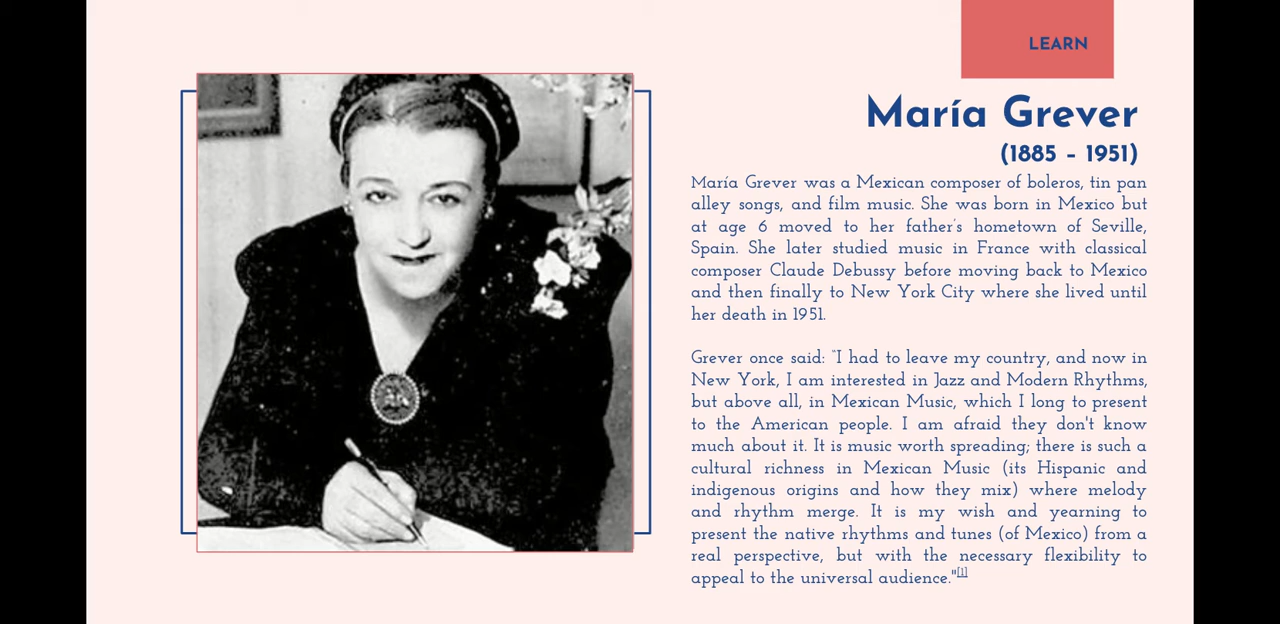 LEARN
María Grever
(1885 – 1951)
María Grever was a Mexican composer of boleros, tin pan
alley songs, and film music. She was born in Mexico but
at age 6 moved to her father's hometown of Seville,
Spain. She later studied music in France with classical
composer Claude Debussy before moving back to Mexico
and then finally to New York City where she lived until
her death in 1951.
Grever once said: "I had to leave my country, and now in
New York, I am interested in Jazz and Modern Rhythms,
but above all, in Mexican Music, which I long to present
to the American people. I am afraid they don't know
much about it. It is music worth spreading; there is such a
cultural richness in Mexican Music (its Hispanic and
indigenous origins and how they mix) where melody
and rhythm merge. It is my wish and yearning to
present the native rhythms and tunes (of Mexico) from a
real perspective, but with the necessary flexibility to
appeal to the universal audience."[1]